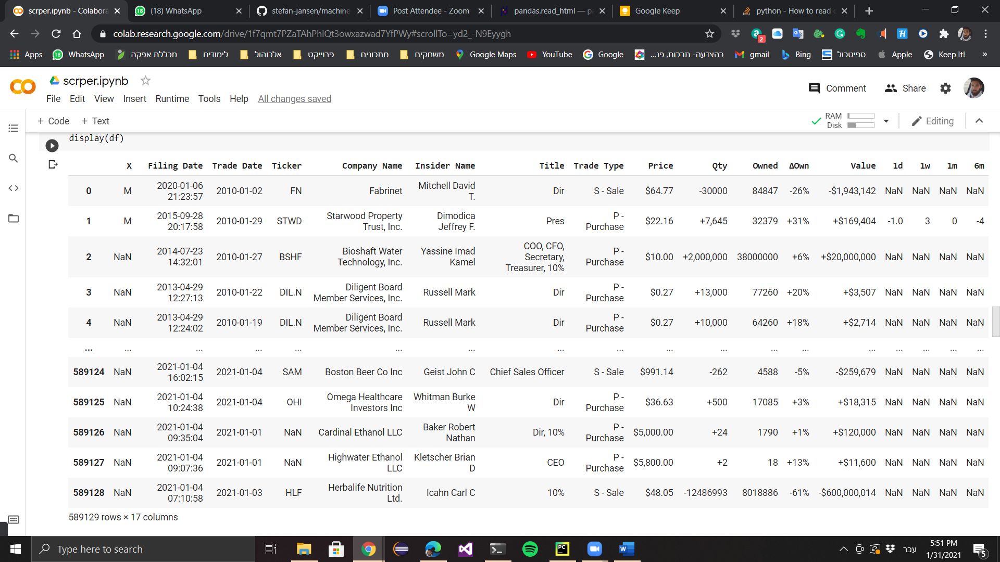 scrper.ipynb - Colabora
(18) WhatsApp
stefan-jansen/machine
Post Attendee - Zoom
pandas.read_html — p
Google Keep
python - How to read
colab.research.google.com/drive/1f7qmt7PZaTAhPhIQt3owxazwad7YfPWy#scrollTo=yd2_-N9Eyygh
2
Apps
18
WhatsApp
מכללת אפקה
לימודים
אלכוהול
פרוייקט
מתכונים
משחקים
Google Maps
YouTube
Google
בהצדעה- תרבות, פנ...
gmail
Bing
ספיטבול
Apple
Keep It!
»
scrper.ipynb
Comment
Share
File Edit View Insert Runtime Tools Help All changes saved
+ Code + Text
RAM
Disk
Editing
display(df)
X Filing Date Trade Date Ticker Company Name Insider Name Title Trade Type Price Qty Owned ΔOwn Value 1d 1w 1m 6m
0 M 2020-01-06 21:23:57 2010-01-02 FN Fabrinet Mitchell David T. Dir S - Sale $64.77 -30000 84847 -26% -$1,943,142 NaN NaN NaN NaN
1 M 2015-09-28 20:17:58 2010-01-29 STWD Starwood Property Trust, Inc. Dimodica Jeffrey F. Pres P - Purchase $22.16 +7,645 32379 +31% +$169,404 -1.0 3 0 -4
2 NaN 2014-07-23 14:32:01 2010-01-27 BSHF Bioshaft Water Technology, Inc. Yassine Imad Kamel COO, CFO, Secretary, Treasurer, 10% P - Purchase $10.00 +2,000,000 38000000 +6% +$20,000,000 NaN NaN NaN NaN
3 NaN 2013-04-29 12:27:13 2010-01-22 DIL.N Diligent Board Member Services, Inc. Russell Mark Dir P - Purchase $0.27 +13,000 77260 +20% +$3,507 NaN NaN NaN NaN
4 NaN 2013-04-29 12:24:02 2010-01-19 DIL.N Diligent Board Member Services, Inc. Russell Mark Dir P - Purchase $0.27 +10,000 64260 +18% +$2,714 NaN NaN NaN NaN
... ... ... ... ... ... ... ... ... ... ... ... ... ... ... ... ... ...
589124 NaN 2021-01-04 16:02:15 2021-01-04 SAM Boston Beer Co Inc Geist John C Chief Sales Officer S - Sale $991.14 -262 4588 -5% -$259,679 NaN NaN NaN NaN
589125 NaN 2021-01-04 10:24:38 2021-01-04 OHI Omega Healthcare Investors Inc Whitman Burke W Dir P - Purchase $36.63 +500 17085 +3% +$18,315 NaN NaN NaN NaN
589126 NaN 2021-01-04 09:35:04 2021-01-01 NaN Cardinal Ethanol LLC Baker Robert Nathan Dir, 10% P - Purchase $5,000.00 +24 1790 +1% +$120,000 NaN NaN NaN NaN
589127 NaN 2021-01-04 09:07:36 2021-01-01 NaN Highwater Ethanol LLC Kletscher Brian D CEO P - Purchase $5,800.00 +2 18 +13% +$11,600 NaN NaN NaN NaN
589128 NaN 2021-01-04 07:10:58 2021-01-03 HLF Herbalife Nutrition Ltd. Icahn Carl C 10% S - Sale $48.05 -12486993 8018886 -61% -$600,000,014 NaN NaN NaN NaN
589129 rows × 17 columns
Type here to search
עבר
5:51 PM
1/31/2021
5